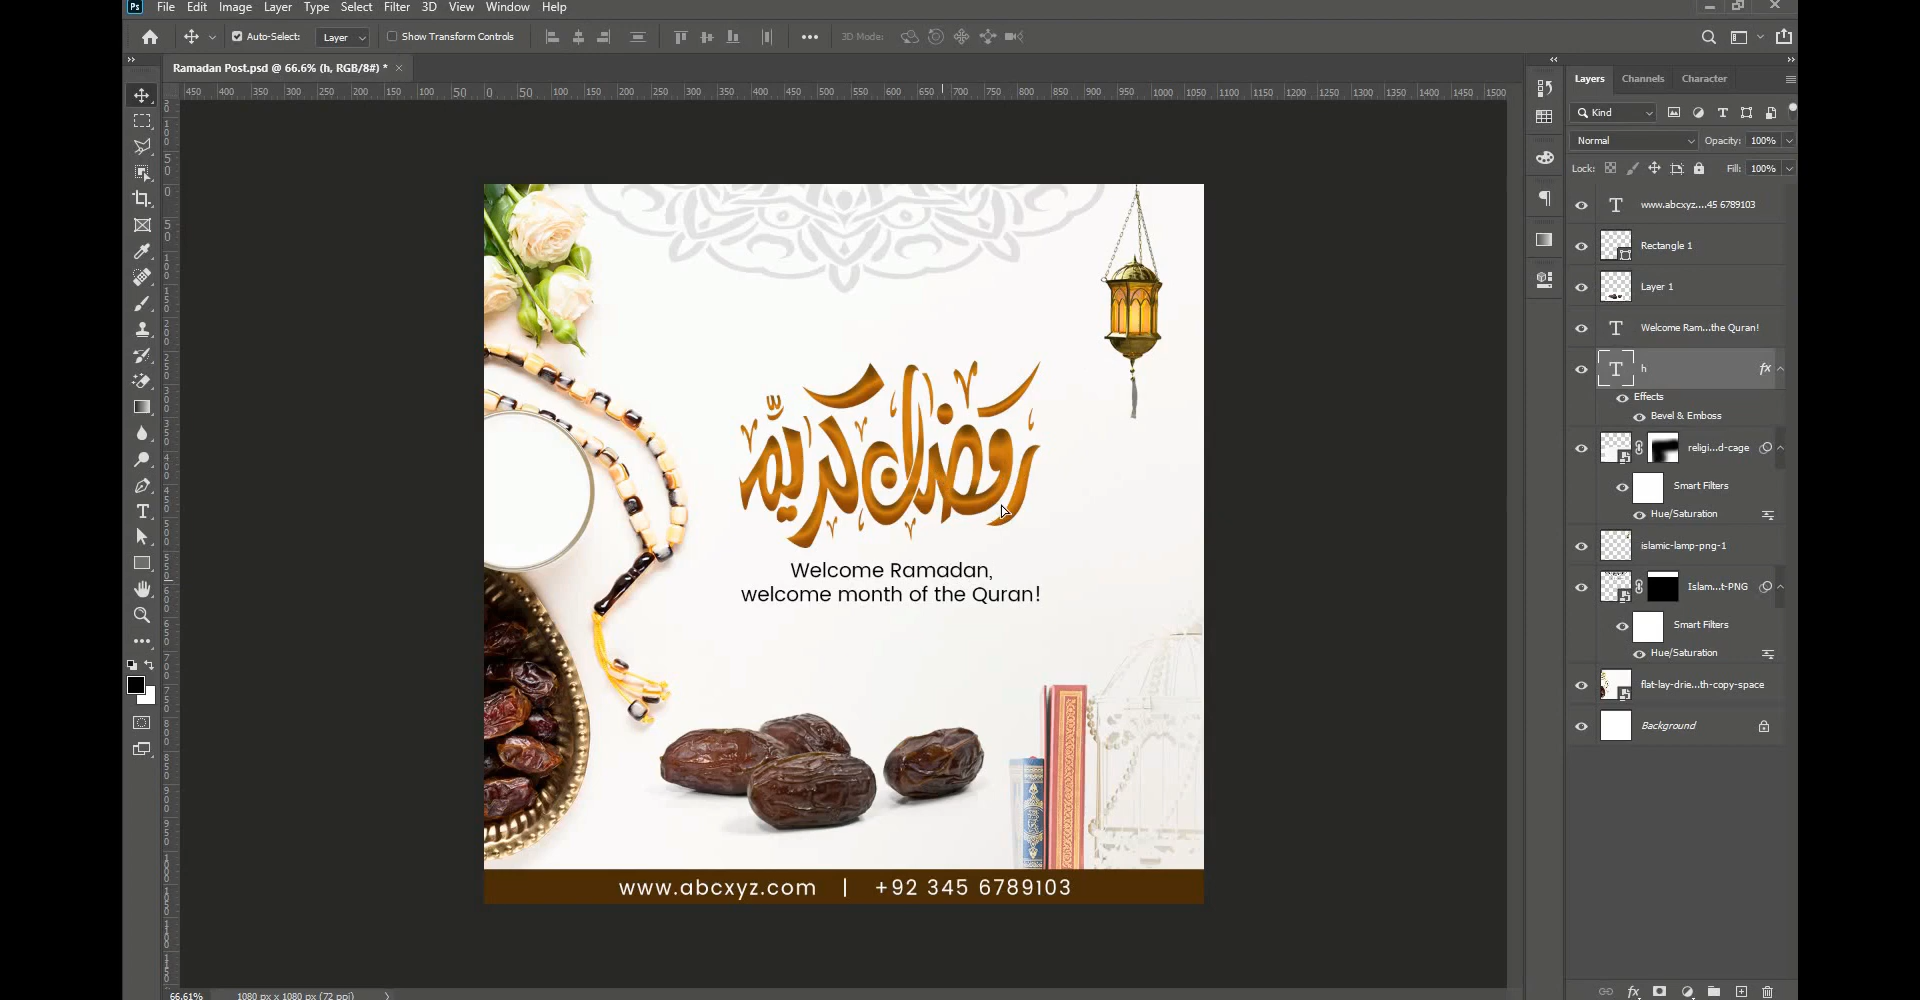 Ps File Edit Image Layer Type Select Filter 3D View Window Help
Auto-Select: Layer Show Transform Controls 3D Mode:
Ramadan Post.psd @ 66.6% (h, RGB/8#) *
450 400 350 300 250 200 150 100 50 0 50 100 150 200 250 300 350 400 450 500 550 600 650 700 750 800 850 900 950 1000 1050 1100 1150 1200 1250 1300 1350 1400 1450 1500
Layers Channels Character
Kind
Normal Opacity: 100%
Lock: Fill: 100%
www.abcxyz....45 6789103
Rectangle 1
Layer 1
Welcome Ram...the Quran!
h fx
Effects
Bevel & Emboss
religi...d-cage
Smart Filters
Hue/Saturation
islamic-lamp-png-1
Islam...t-PNG
Smart Filters
Hue/Saturation
flat-lay-drie...th-copy-space
Background
رمضان كريم
Welcome Ramadan,
welcome month of the Quran!
www.abcxyz.com | +92 345 6789103
66.61% 1080 px x 1080 px (72 ppi)
fx